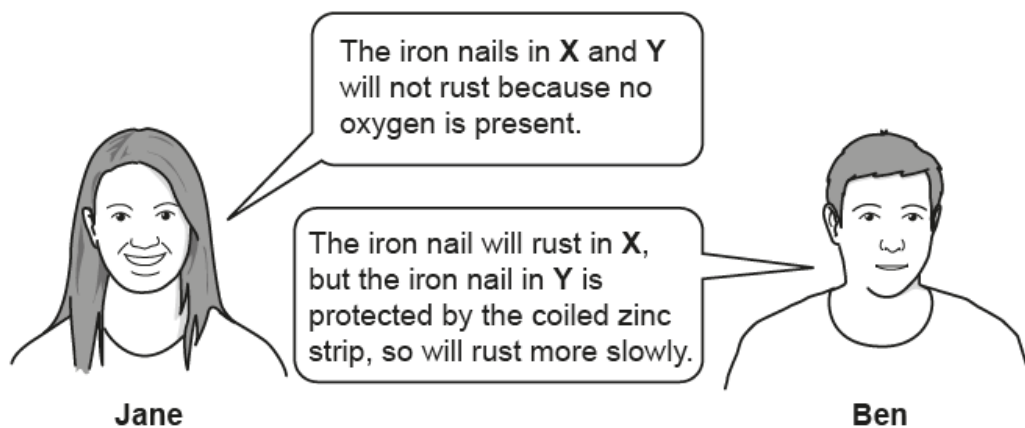 The iron nails in X and Y
will not rust because no
oxygen is present.
The iron nail will rust in X,
but the iron nail in Y is
protected by the coiled zinc
strip, so will rust more slowly.
Jane
Ben